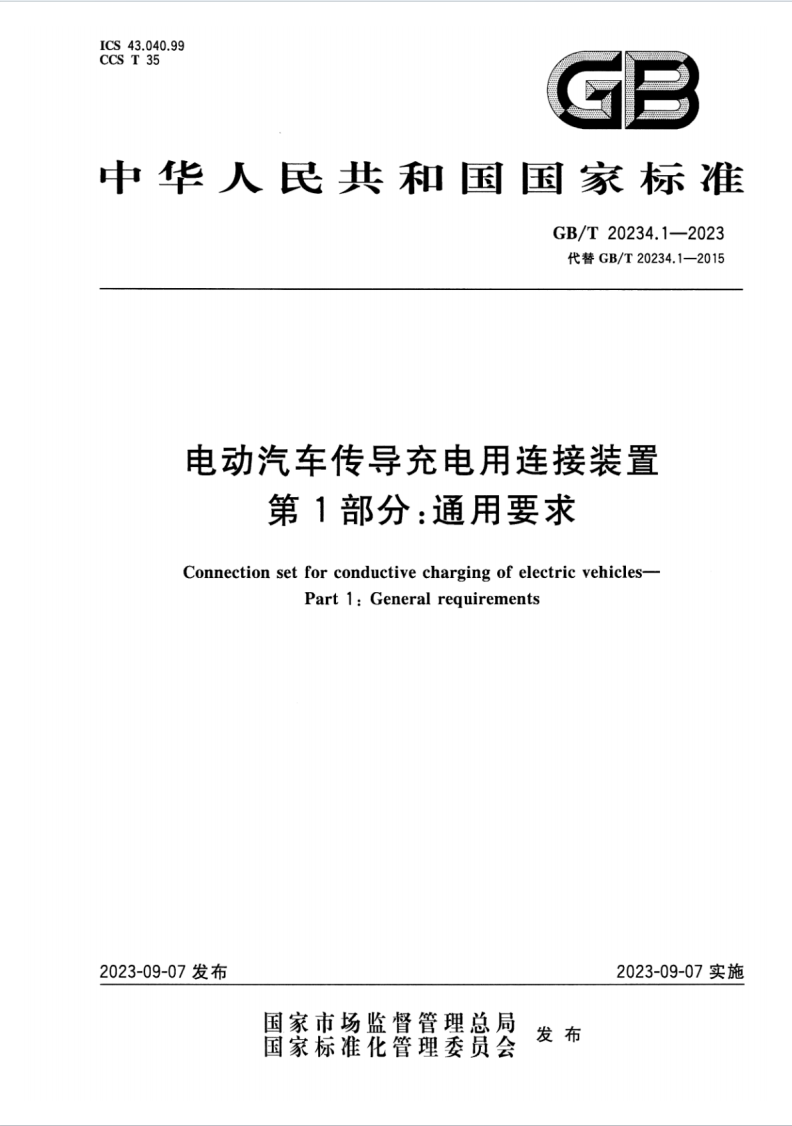 ICS 43.040.99
CCS T 35
GB
中华人民共和国国家标准
GB/T 20234.1—2023
代替 GB/T 20234.1—2015
电动汽车传导充电用连接装置
第 1 部分:通用要求
Connection set for conductive charging of electric vehicles—
Part 1: General requirements
2023-09-07 发布
2023-09-07 实施
国家市场监督管理总局
国家标准化管理委员会
发布